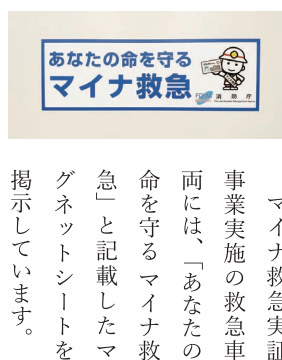 あなたの命を守る
マイナ救急
消防庁
マイナ救急実証
事業実施の救急車
両には、「あなたの
命を守る マイナ救
急」と記載したマ
グネットシートを
掲示しています。